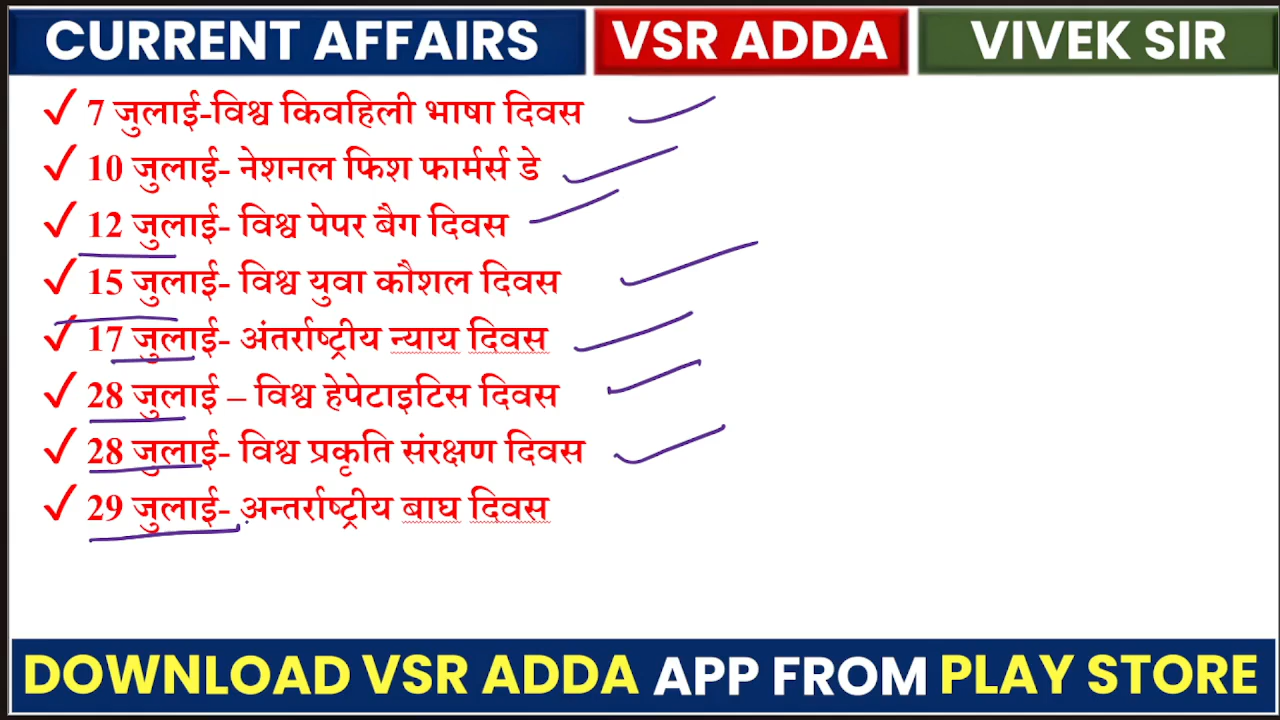 CURRENT AFFAIRS VSR ADDA VIVEK SIR
✓ 7 जुलाई-विश्व किवहिली भाषा दिवस
✓ 10 जुलाई- नेशनल फिश फार्मर्स डे
✓ 12 जुलाई- विश्व पेपर बैग दिवस
✓ 15 जुलाई- विश्व युवा कौशल दिवस
✓ 17 जुलाई- अंतर्राष्ट्रीय न्याय दिवस
✓ 28 जुलाई – विश्व हेपेटाइटिस दिवस
✓ 28 जुलाई- विश्व प्रकृति संरक्षण दिवस
✓ 29 जुलाई- अन्तर्राष्ट्रीय बाघ दिवस
DOWNLOAD VSR ADDA APP FROM PLAY STORE